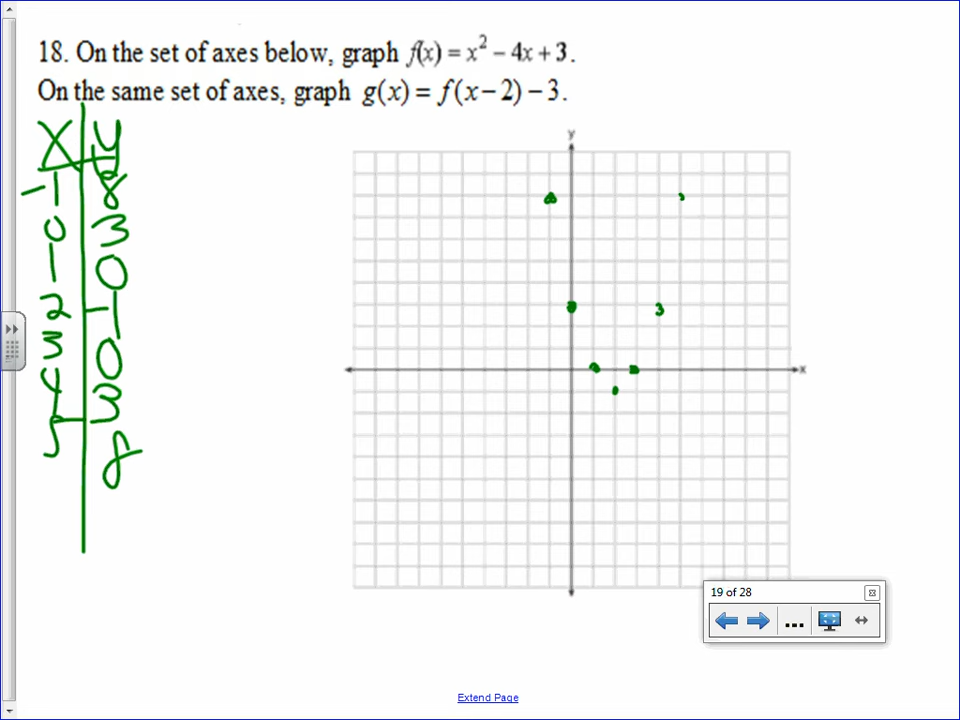 18. On the set of axes below, graph f(x) = x² − 4x + 3.
On the same set of axes, graph g(x) = f(x − 2) − 3.
x y
-1 8
0 3
1 0
2 -1
3 0
4 3
5 8
y
x
19 of 28
...
Extend Page